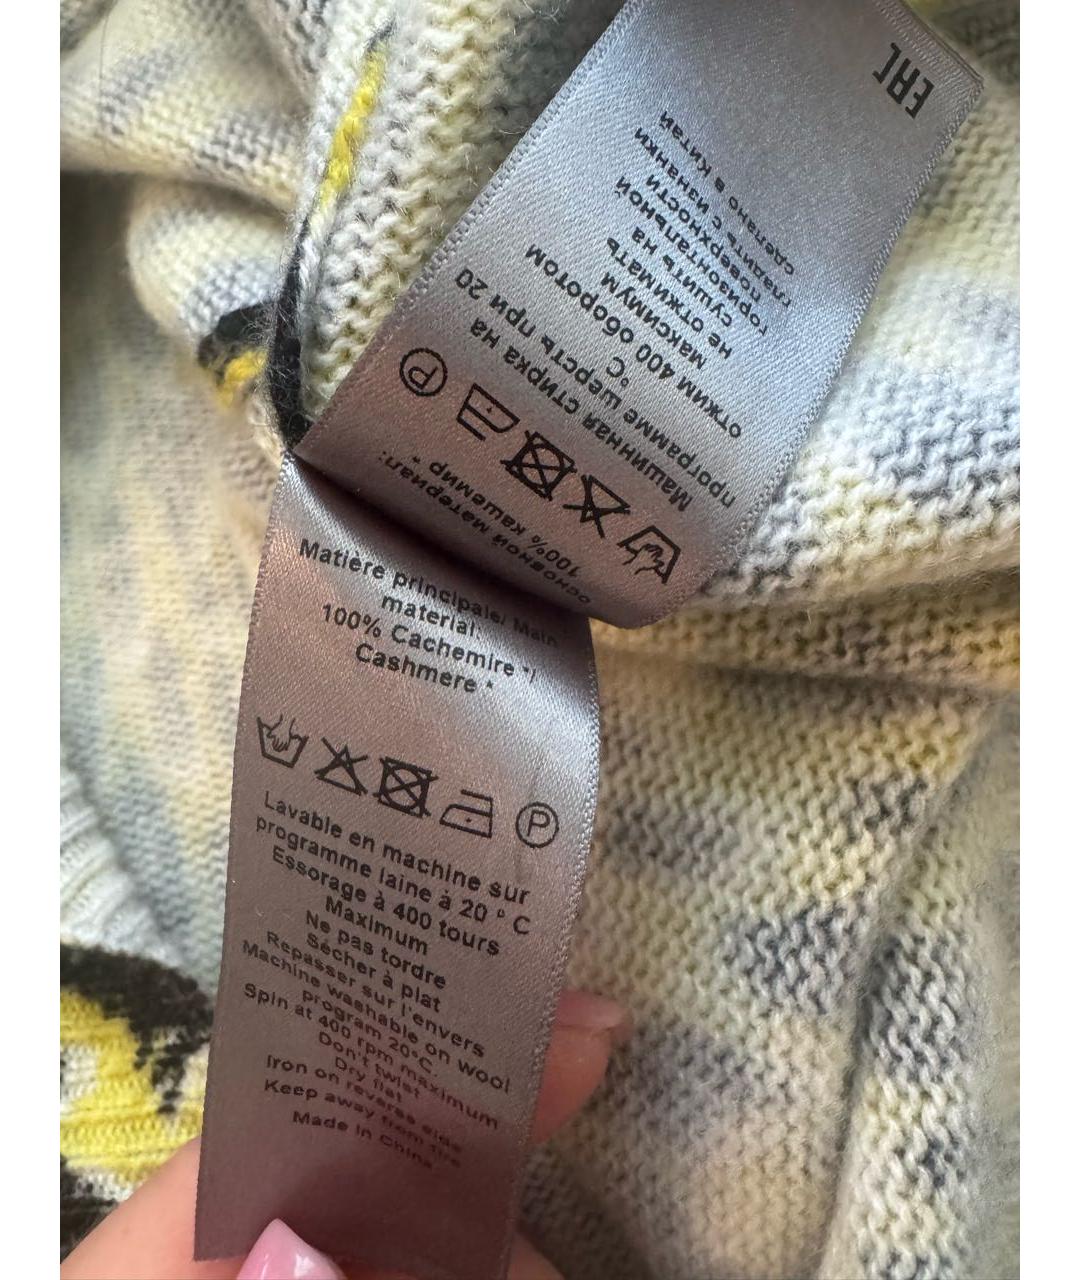 Matière principale/ Main
material:
100% Cachemire */
Cashmere *
P
Lavable en machine sur
programme laine à 20 ° C
Essorage à 400 tours
Maximum
Ne pas tordre
Sécher à plat
Repasser sur l'envers
Machine washable on wool
program 20°C.
Spin at 400 rpm maximum
Don't twist
Dry flat
Iron on reverse side
Keep away from fire
Made in China
основной материал:
100% кашемир *
P
Машинная стирка на
программе шерсть при 20
°C
отжим 400 оборотом
максимум
не отжимать
сушить на
горизонтальной
поверхности
гладить с изнанки
сделано в Китай
EAC